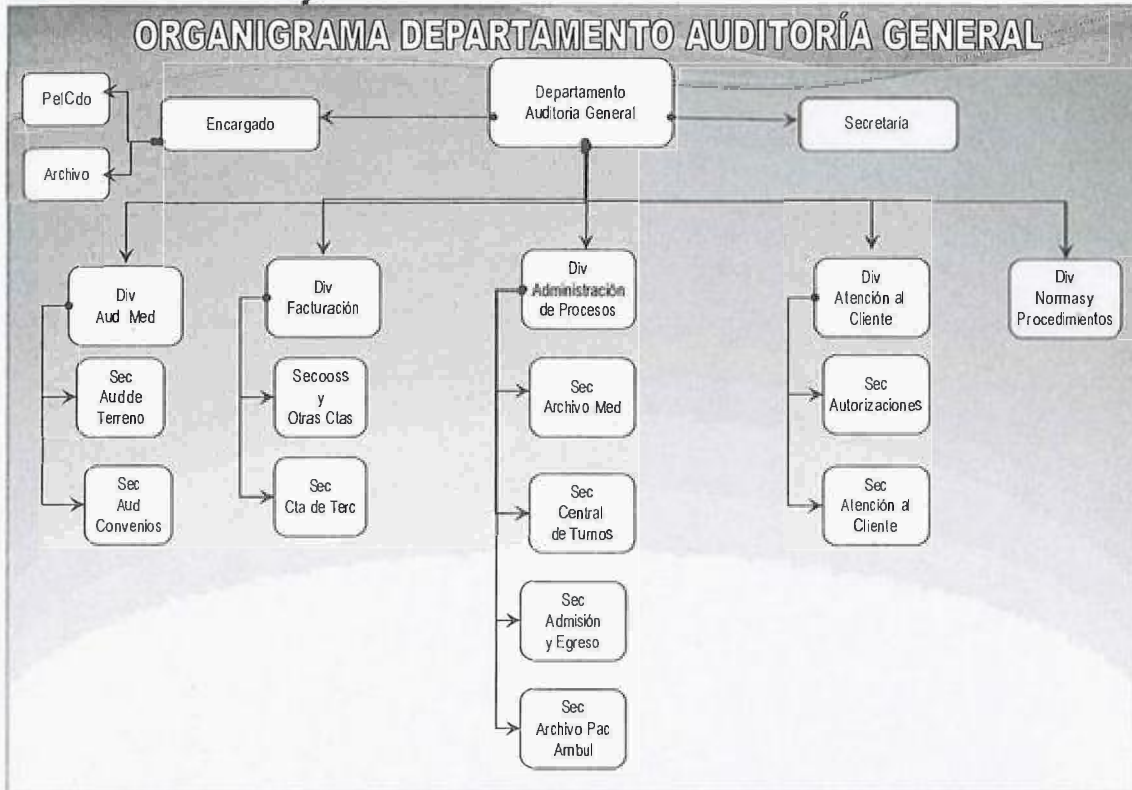 ORGANIGRAMA DEPARTAMENTO AUDITORÍA GENERAL
PelCdo
Archivo
Encargado
Departamento
Auditoria General
Secretaría
Div
Aud Med
Sec
Aud de
Terreno
Sec
Aud
Convenios
Div
Facturación
Secooss
y
Otras Ctas
Sec
Cta de Terc
Div
Administración
de Procesos
Sec
Archivo Med
Sec
Central
de Turnos
Sec
Admisión
y Egreso
Sec
Archivo Pac
Ambul
Div
Atención al
Cliente
Sec
Autorizaciones
Sec
Atención al
Cliente
Div
Normas y
Procedimientos